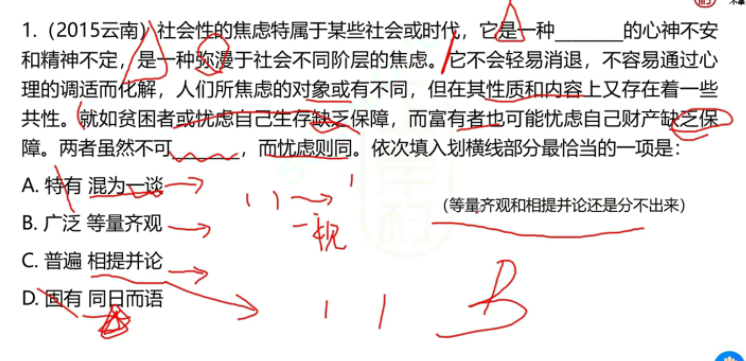 1.（2015云南）社会性的焦虑特属于某些社会或时代，它是一种________的心神不安
和精神不定，是一种弥漫于社会不同阶层的焦虑。它不会轻易消退，不容易通过心
理的调适而化解，人们所焦虑的对象或有不同，但在其性质和内容上又存在着一些
共性。就如贫困者或忧虑自己生存缺乏保障，而富有者也可能忧虑自己财产缺乏保
障。两者虽然不可________，而忧虑则同。依次填入划横线部分最恰当的一项是：
A. 特有 混为一谈
（等量齐观和相提并论还是分不出来）
B. 广泛 等量齐观
一视
C. 普遍 相提并论
D. 固有 同日而语
B